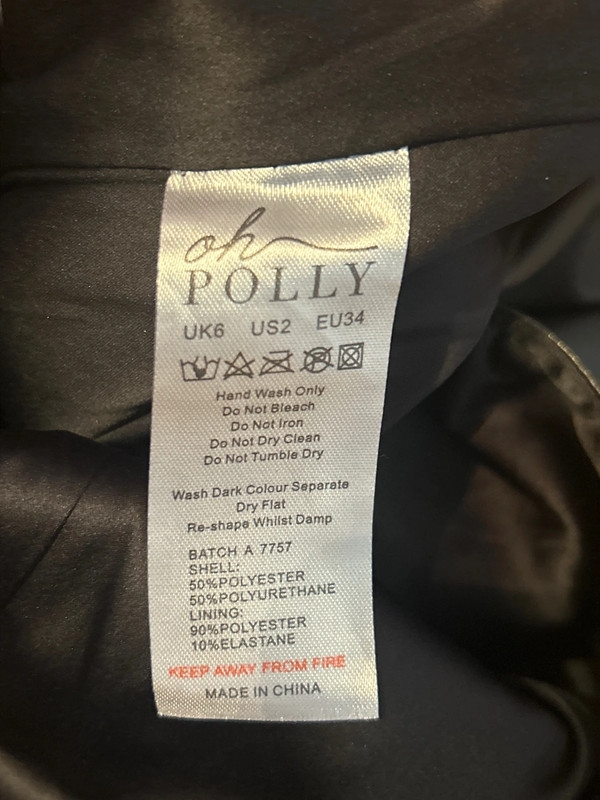 oh
POLLY
UK6 US2 EU34
Hand Wash Only
Do Not Bleach
Do Not Iron
Do Not Dry Clean
Do Not Tumble Dry
Wash Dark Colour Separate
Dry Flat
Re-shape Whilst Damp
BATCH A 7757
SHELL:
50%POLYESTER
50%POLYURETHANE
LINING:
90%POLYESTER
10%ELASTANE
KEEP AWAY FROM FIRE
MADE IN CHINA